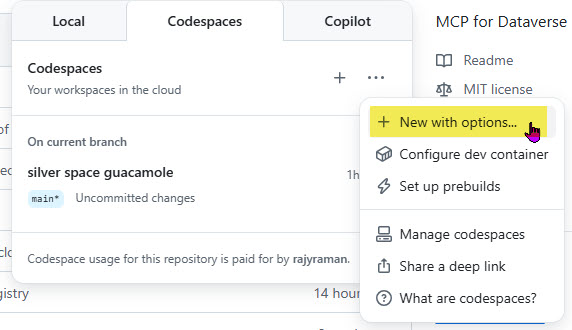 Local Codespaces Copilot
MCP for Dataverse
Codespaces
Your workspaces in the cloud
Readme
MIT license
New with options...
Configure dev container
Set up prebuilds
Manage codespaces
Share a deep link
What are codespaces?
On current branch
silver space guacamole
1h
main* Uncommitted changes
Codespace usage for this repository is paid for by rajyraman.
of
gistry
14 hour